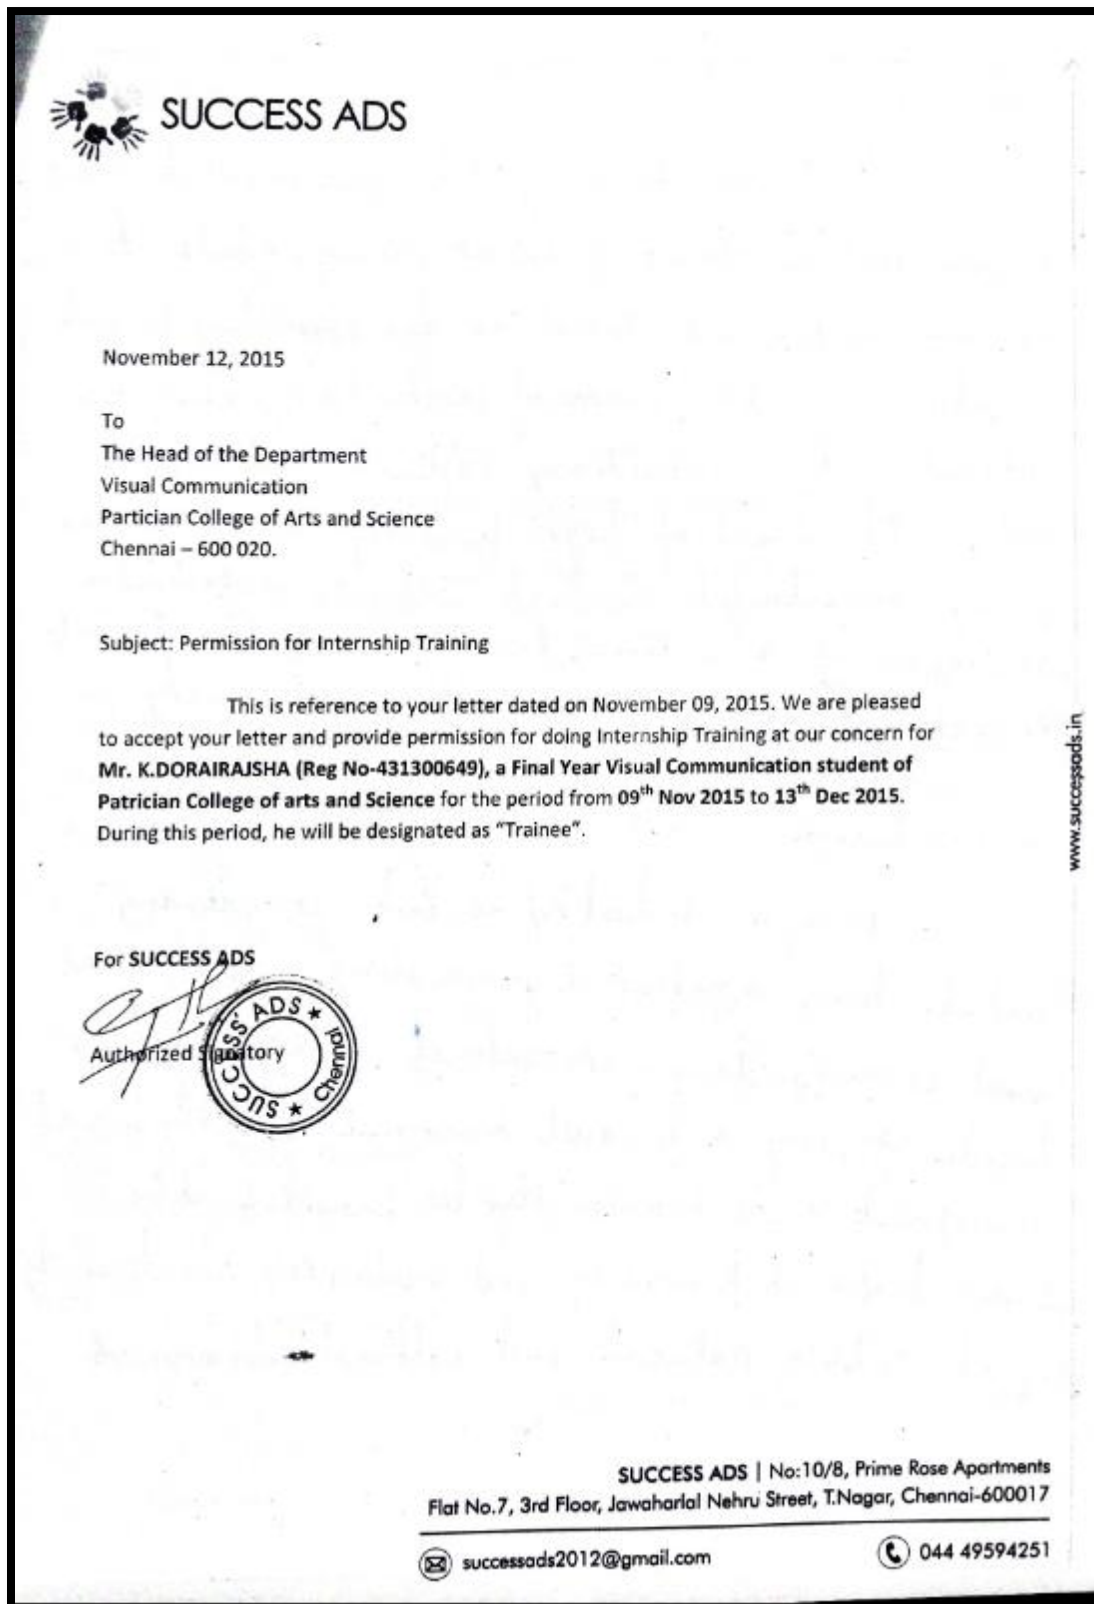 SUCCESS ADS
November 12, 2015
To
The Head of the Department
Visual Communication
Partician College of Arts and Science
Chennai – 600 020.
Subject: Permission for Internship Training
This is reference to your letter dated on November 09, 2015. We are pleased
to accept your letter and provide permission for doing Internship Training at our concern for
Mr. K.DORAIRAJSHA (Reg No-431300649), a Final Year Visual Communication student of
Patrician College of arts and Science for the period from 09th Nov 2015 to 13th Dec 2015.
During this period, he will be designated as “Trainee”.
For SUCCESS ADS
Authorized Signatory
SUCCESS' ADS ★ Chennai ★
www.successads.in
SUCCESS ADS | No:10/8, Prime Rose Apartments
Flat No.7, 3rd Floor, Jawaharlal Nehru Street, T.Nagar, Chennai-600017
successads2012@gmail.com
044 49594251